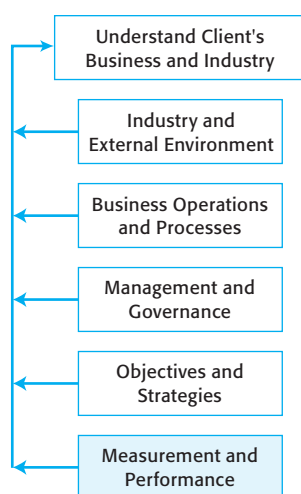 Understand Client's
Business and Industry
Industry and
External Environment
Business Operations
and Processes
Management and
Governance
Objectives and
Strategies
Measurement and
Performance